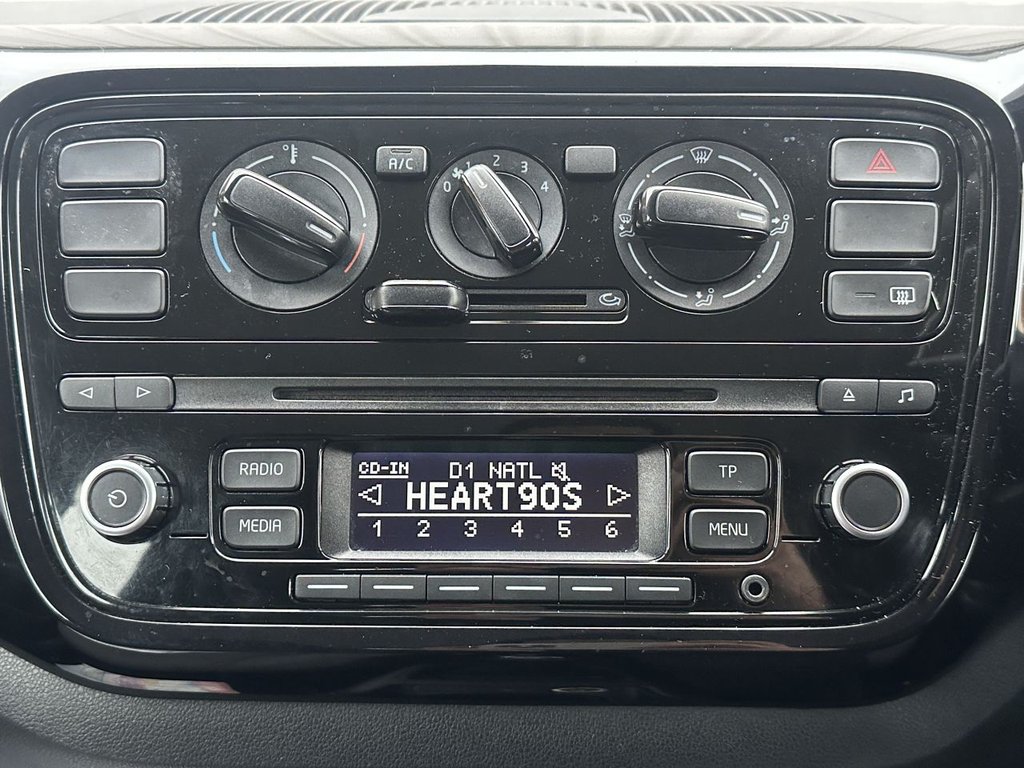 A/C
0 1 2 3 4
RADIO
MEDIA
CD-IN D1 NATL
HEART90S
1 2 3 4 5 6
TP
MENU